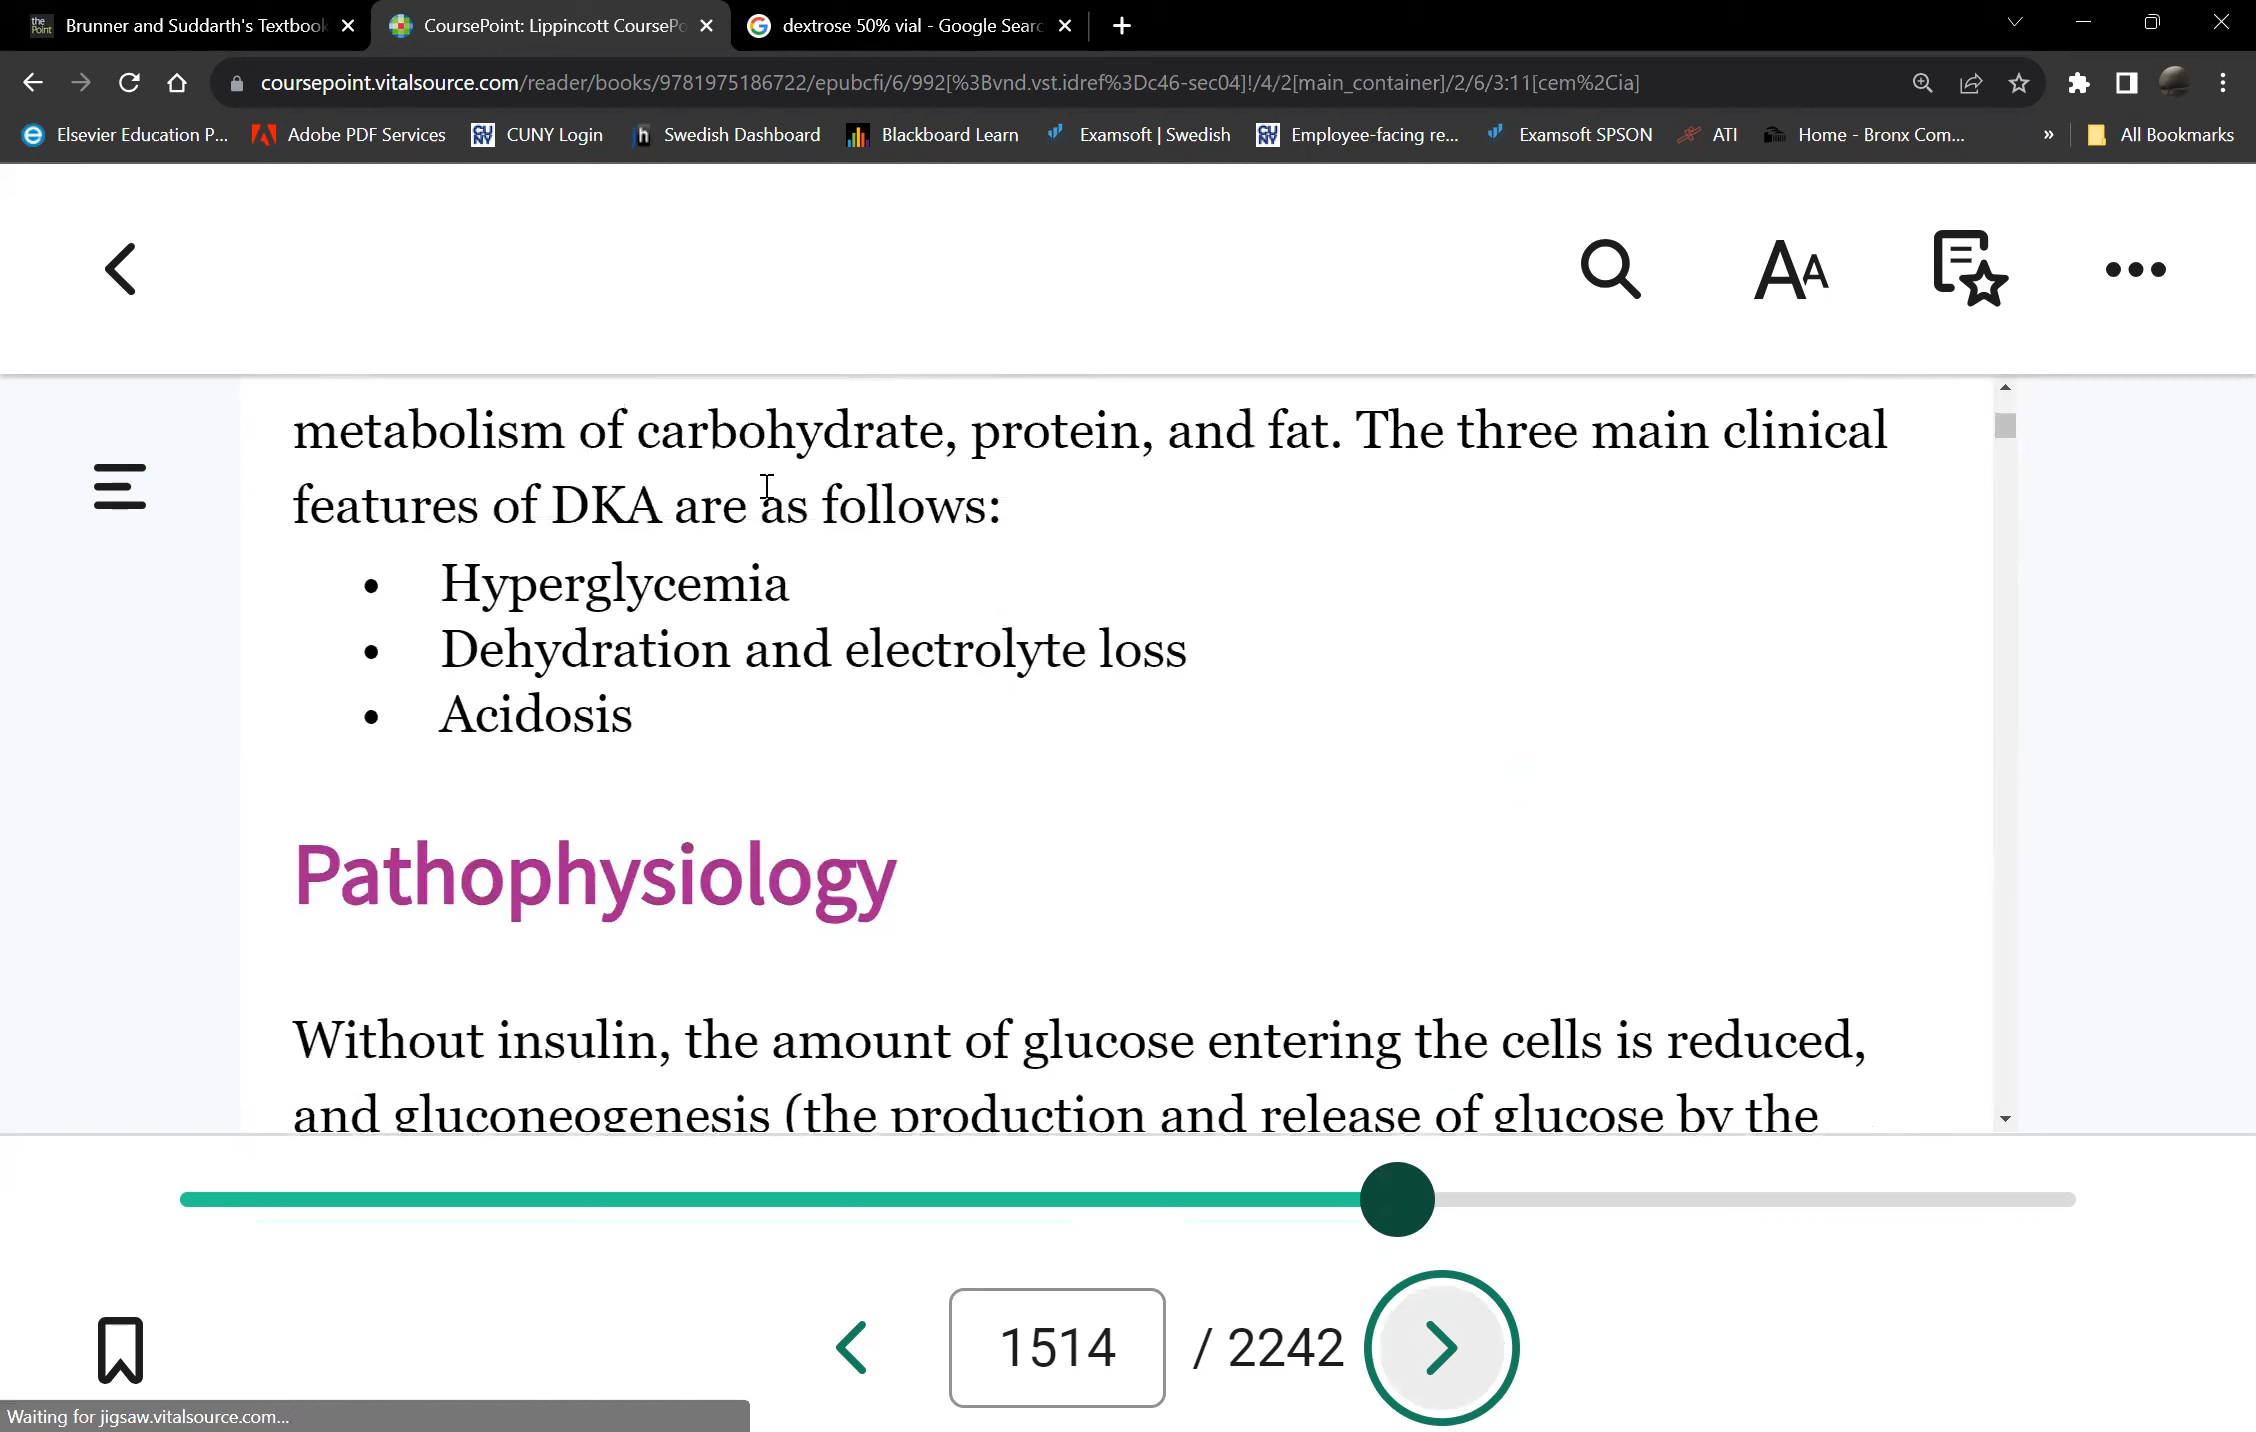 the Point
Brunner and Suddarth's Textbook
CoursePoint: Lippincott CoursePo
dextrose 50% vial - Google Searc
coursepoint.vitalsource.com/reader/books/9781975186722/epubcfi/6/992[%3Bvnd.vst.idref%3Dc46-sec04]!/4/2[main_container]/2/6/3:11[cem%2Cia]
Elsevier Education P...
Adobe PDF Services
CUNY Login
Swedish Dashboard
Blackboard Learn
Examsoft | Swedish
Employee-facing re...
Examsoft SPSON
ATI
Home - Bronx Com...
»
All Bookmarks
AA
metabolism of carbohydrate, protein, and fat. The three main clinical
features of DKA are as follows:
• Hyperglycemia
• Dehydration and electrolyte loss
• Acidosis
Pathophysiology
Without insulin, the amount of glucose entering the cells is reduced,
and gluconeogenesis (the production and release of glucose by the
1514 / 2242
Waiting for jigsaw.vitalsource.com...